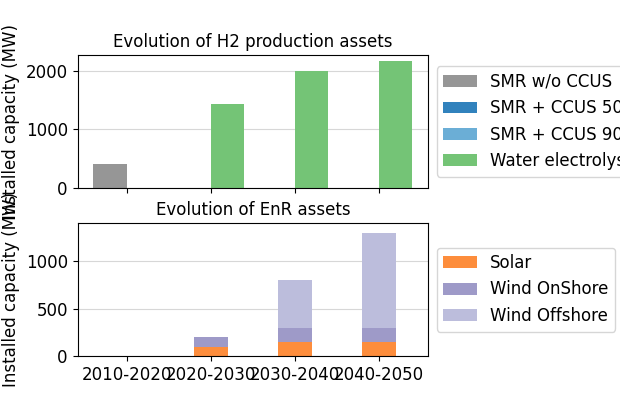 Evolution of H2 production assets
Installed capacity (MW)
2000
1000
0
SMR w/o CCUS
SMR + CCUS 50
SMR + CCUS 90
Water electrolys
Evolution of EnR assets
Installed capacity (MW)
1000
500
0
2010-2020
2020-2030
2030-2040
2040-2050
Solar
Wind OnShore
Wind Offshore